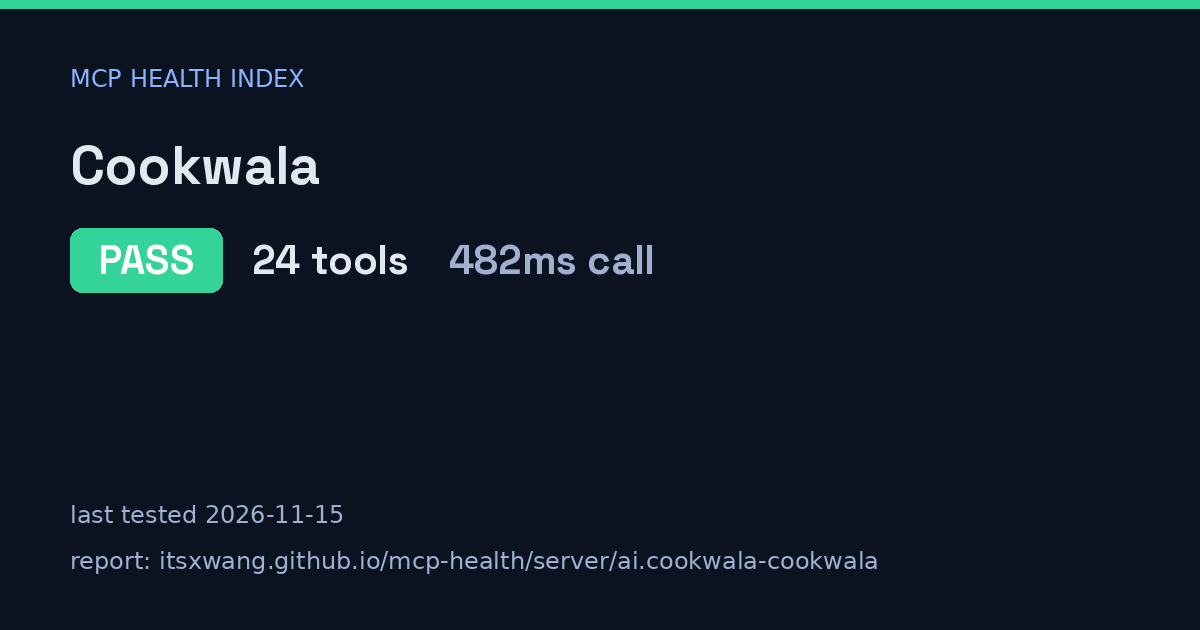 MCP HEALTH INDEX
Cookwala
PASS 24 tools 482ms call
last tested 2026-11-15
report: itsxwang.github.io/mcp-health/server/ai.cookwala-cookwala